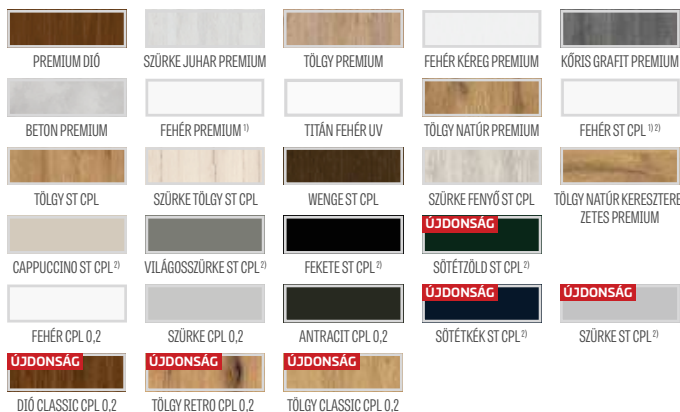 PREMIUM DIÓ
SZÜRKE JUHAR PREMIUM
TÖLGY PREMIUM
FEHÉR KÉREG PREMIUM
KŐRIS GRAFIT PREMIUM
BETON PREMIUM
FEHÉR PREMIUM 1)
TITÁN FEHÉR UV
TÖLGY NATÚR PREMIUM
FEHÉR ST CPL 1) 2)
TÖLGY ST CPL
SZÜRKE TÖLGY ST CPL
WENGE ST CPL
SZÜRKE FENYŐ ST CPL
TÖLGY NATÚR KERESZTERE
ZETES PREMIUM
CAPPUCCINO ST CPL 2)
VILÁGOSSZÜRKE ST CPL 2)
FEKETE ST CPL 2)
ÚJDONSÁG
SÖTÉTZÖLD ST CPL 2)
FEHÉR CPL 0,2
SZÜRKE CPL 0,2
ANTRACIT CPL 0,2
ÚJDONSÁG
SÖTÉTKÉK ST CPL 2)
ÚJDONSÁG
SZÜRKE ST CPL 2)
ÚJDONSÁG
DIÓ CLASSIC CPL 0,2
ÚJDONSÁG
TÖLGY RETRO CPL 0,2
ÚJDONSÁG
TÖLGY CLASSIC CPL 0,2